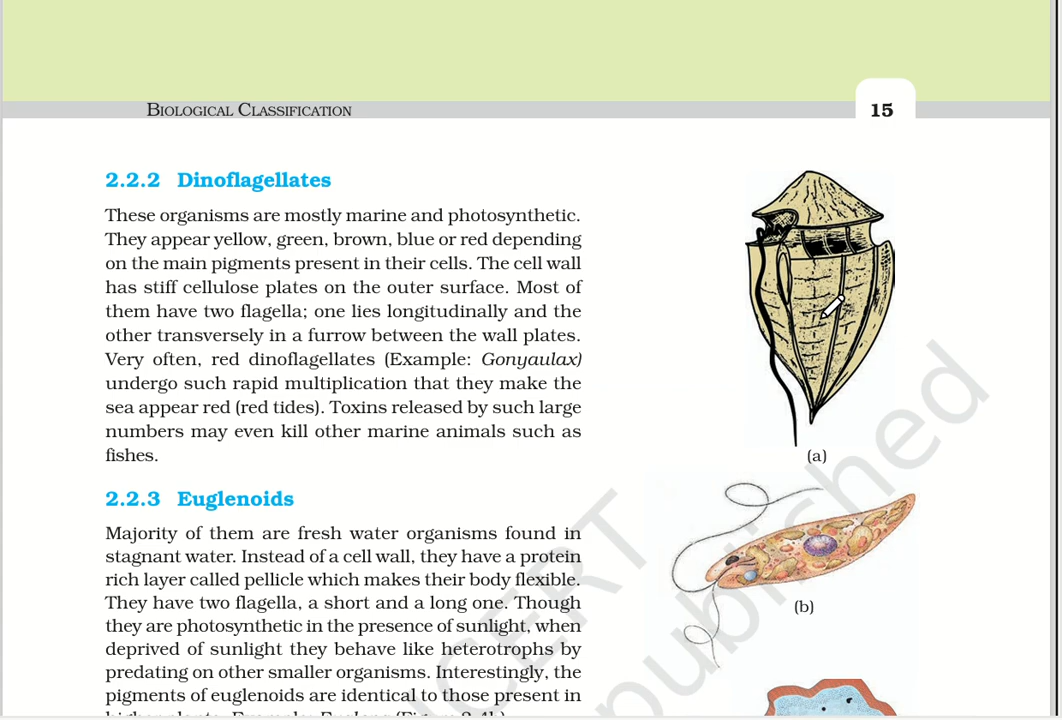 BIOLOGICAL CLASSIFICATION
15
2.2.2 Dinoflagellates
These organisms are mostly marine and photosynthetic.
They appear yellow, green, brown, blue or red depending
on the main pigments present in their cells. The cell wall
has stiff cellulose plates on the outer surface. Most of
them have two flagella; one lies longitudinally and the
other transversely in a furrow between the wall plates.
Very often, red dinoflagellates (Example: Gonyaulax)
undergo such rapid multiplication that they make the
sea appear red (red tides). Toxins released by such large
numbers may even kill other marine animals such as
fishes.
(a)
2.2.3 Euglenoids
Majority of them are fresh water organisms found in
stagnant water. Instead of a cell wall, they have a protein
rich layer called pellicle which makes their body flexible.
They have two flagella, a short and a long one. Though
they are photosynthetic in the presence of sunlight, when
deprived of sunlight they behave like heterotrophs by
predating on other smaller organisms. Interestingly, the
pigments of euglenoids are identical to those present in
(b)